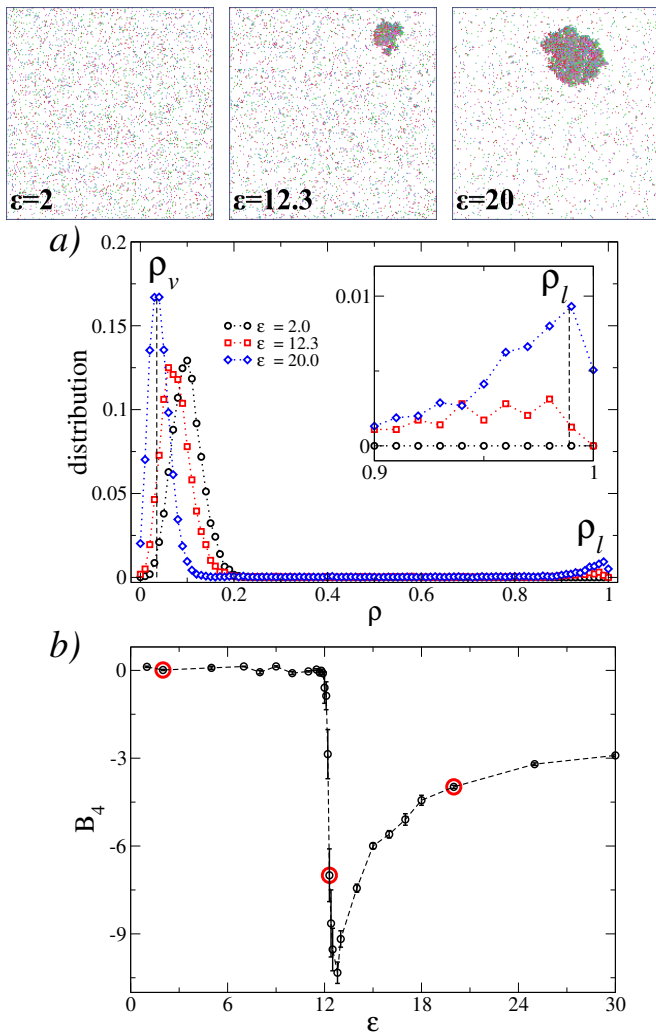 ε=2 ε=12.3 ε=20
a)
0.2
0.15
0.1
0.05
0
distribution
ρv
ε = 2.0
ε = 12.3
ε = 20.0
0.01
0
0.9 1
ρl
ρl
0 0.2 0.4 0.6 0.8 1
ρ
b)
0
-3
-6
-9
B4
0 6 12 18 24 30
ε